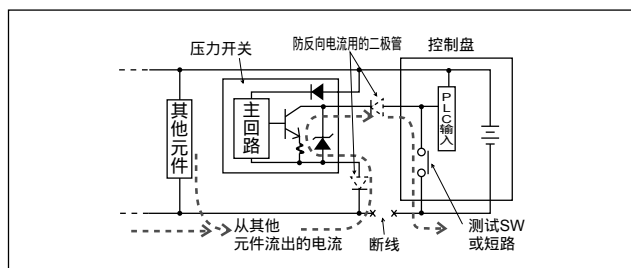 压力开关
防反向电流用的二极管
控制盘
其他元件
主回路
PLC输入
从其他
元件流出的电流
断线
测试SW
或短路